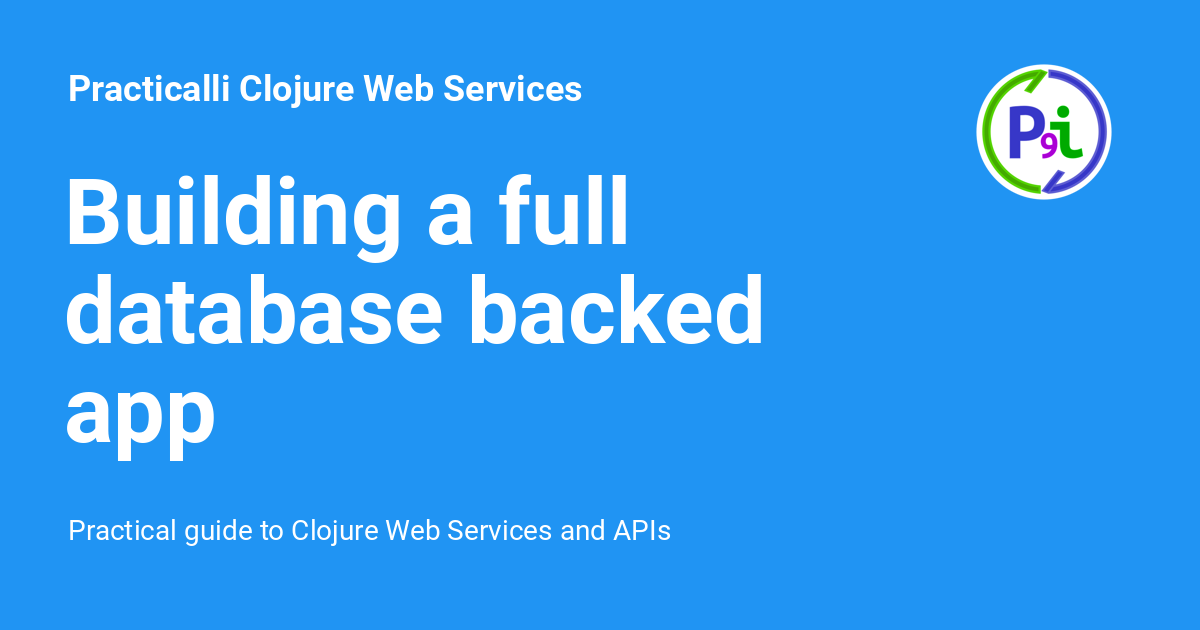 Practicalli Clojure Web Services
P9i
Building a full
database backed
app
Practical guide to Clojure Web Services and APIs